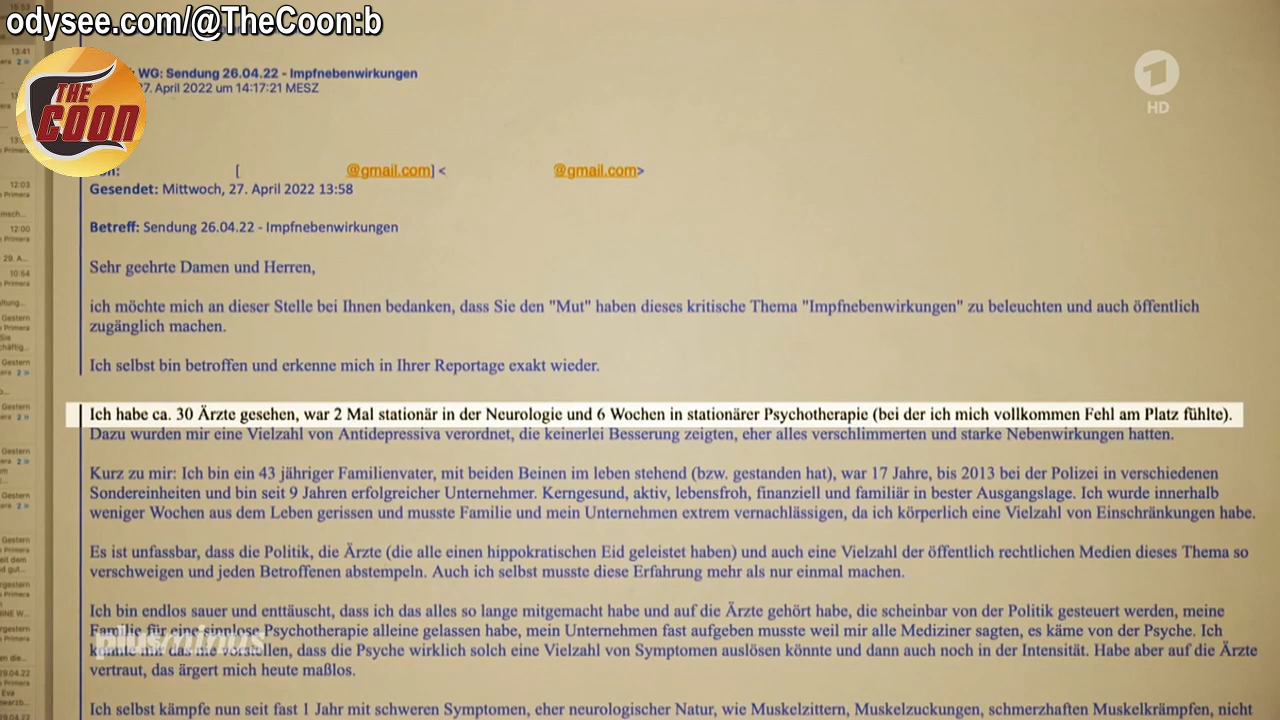 odysee.com/@TheCoon:b
THE
COON
1
HD
WG: Sendung 26.04.22 - Impfnebenwirkungen
27. April 2022 um 14:17:21 MESZ
[ @gmail.com] < @gmail.com>
Gesendet: Mittwoch, 27. April 2022 13:58
Betreff: Sendung 26.04.22 - Impfnebenwirkungen
Sehr geehrte Damen und Herren,
ich möchte mich an dieser Stelle bei Ihnen bedanken, dass Sie den "Mut" haben dieses kritische Thema "Impfnebenwirkungen" zu beleuchten und auch öffentlich
zugänglich machen.
Ich selbst bin betroffen und erkenne mich in Ihrer Reportage exakt wieder.
Ich habe ca. 30 Ärzte gesehen, war 2 Mal stationär in der Neurologie und 6 Wochen in stationärer Psychotherapie (bei der ich mich vollkommen Fehl am Platz fühlte).
Dazu wurden mir eine Vielzahl von Antidepressiva verordnet, die keinerlei Besserung zeigten, eher alles verschlimmerten und starke Nebenwirkungen hatten.
Kurz zu mir: Ich bin ein 43 jähriger Familienvater, mit beiden Beinen im leben stehend (bzw. gestanden hat), war 17 Jahre, bis 2013 bei der Polizei in verschiedenen
Sondereinheiten und bin seit 9 Jahren erfolgreicher Unternehmer. Kerngesund, aktiv, lebensfroh, finanziell und familiär in bester Ausgangslage. Ich wurde innerhalb
weniger Wochen aus dem Leben gerissen und musste Familie und mein Unternehmen extrem vernachlässigen, da ich körperlich eine Vielzahl von Einschränkungen habe.
Es ist unfassbar, dass die Politik, die Ärzte (die alle einen hippokratischen Eid geleistet haben) und auch eine Vielzahl der öffentlich rechtlichen Medien dieses Thema so
verschweigen und jeden Betroffenen abstempeln. Auch ich selbst musste diese Erfahrung mehr als nur einmal machen.
Ich bin endlos sauer und enttäuscht, dass ich das alles so lange mitgemacht habe und auf die Ärzte gehört habe, die scheinbar von der Politik gesteuert werden, meine
Familie für eine sinnlose Psychotherapie alleine gelassen habe, mein Unternehmen fast aufgeben musste weil mir alle Mediziner sagten, es käme von der Psyche. Ich
dass die Psyche wirklich solch eine Vielzahl von Symptomen auslösen könnte und dann auch noch in der Intensität. Habe aber auf die Ärzte
vertraut, das ärgert mich heute maßlos.
plusminus
Ich selbst kämpfe nun seit fast 1 Jahr mit schweren Symptomen, eher neurologischer Natur, wie Muskelzittern, Muskelzuckungen, schmerzhaften Muskelkrämpfen, nicht
13:41
12:03
12:00
10:54
Gestern
Gestern
Gestern
Gestern
Gestern
Gestern